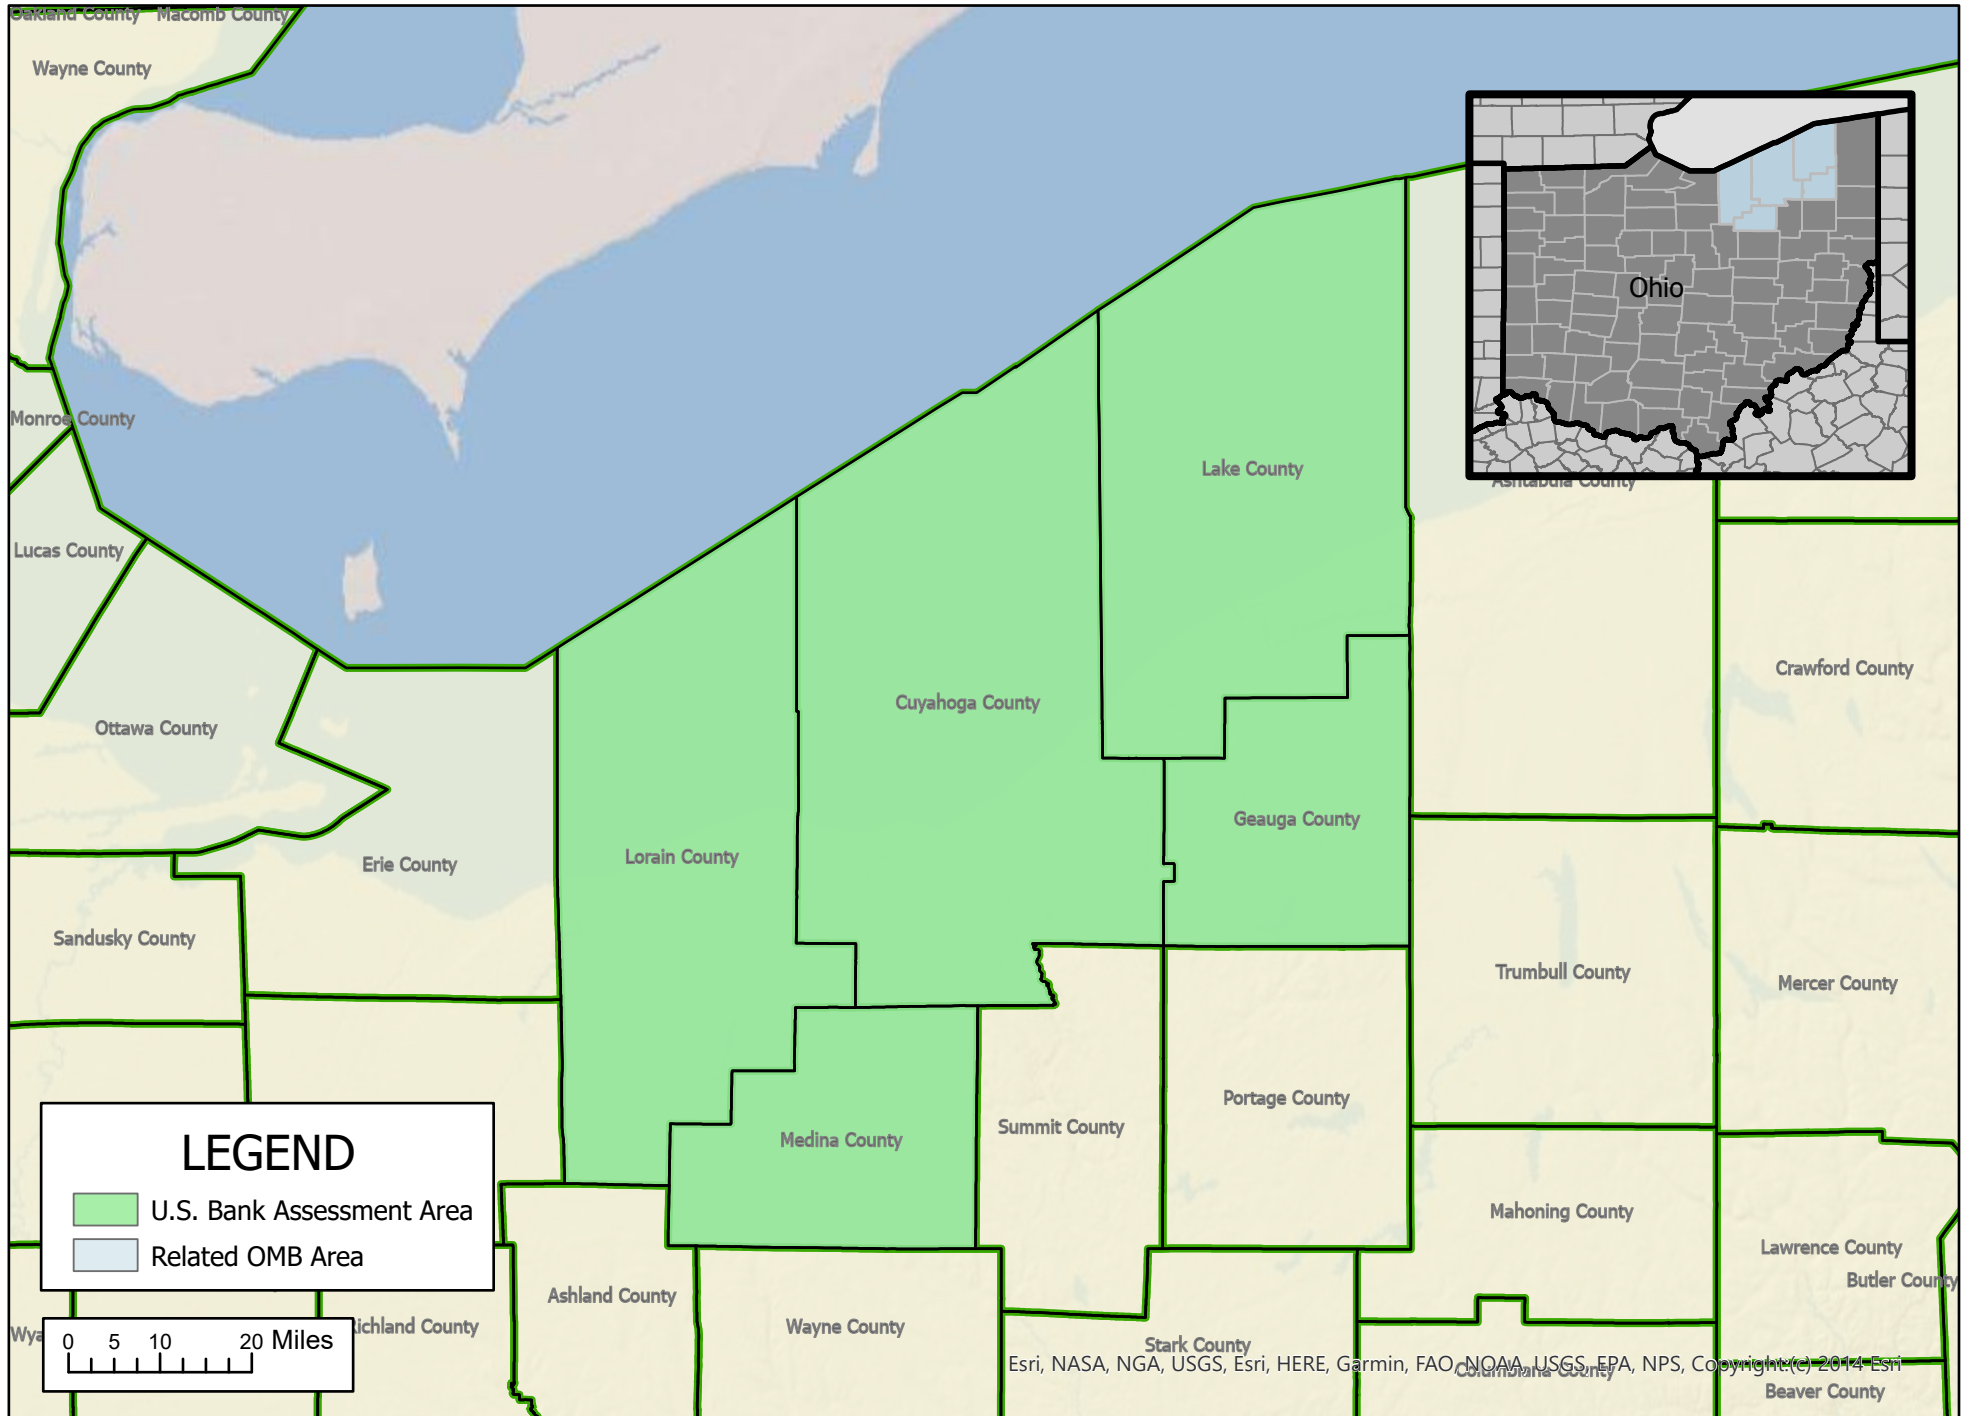 Oakland County
Macomb County
Wayne County
Ohio
Monroe County
Lake County
Ashtabula County
Lucas County
Crawford County
Cuyahoga County
Ottawa County
Geauga County
Lorain County
Erie County
Sandusky County
Trumbull County
Mercer County
Portage County
Summit County
Medina County
LEGEND
U.S. Bank Assessment Area
Related OMB Area
Mahoning County
Lawrence County
Butler County
Ashland County
Wya
Richland County
Wayne County
Stark County
0 5 10 20 Miles
Esri, NASA, NGA, USGS, Esri, HERE, Garmin, FAO, NOAA, USGS, EPA, NPS, Copyright:(c) 2014 Esri
Columbiana County
Beaver County